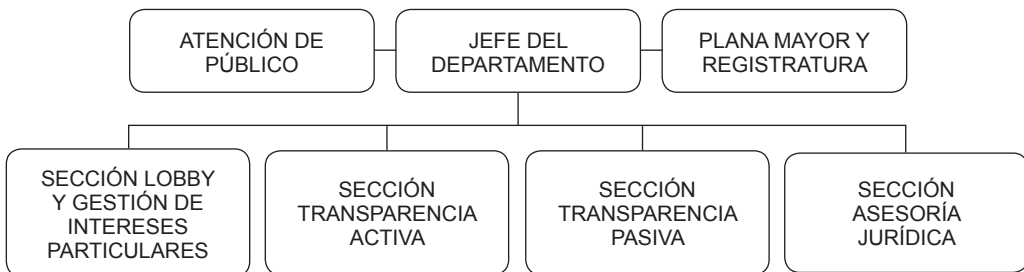 ATENCIÓN DE
PÚBLICO
JEFE DEL
DEPARTAMENTO
PLANA MAYOR Y
REGISTRATURA
SECCIÓN LOBBY
Y GESTIÓN DE
INTERESES
PARTICULARES
SECCIÓN
TRANSPARENCIA
ACTIVA
SECCIÓN
TRANSPARENCIA
PASIVA
SECCIÓN
ASESORÍA
JURÍDICA